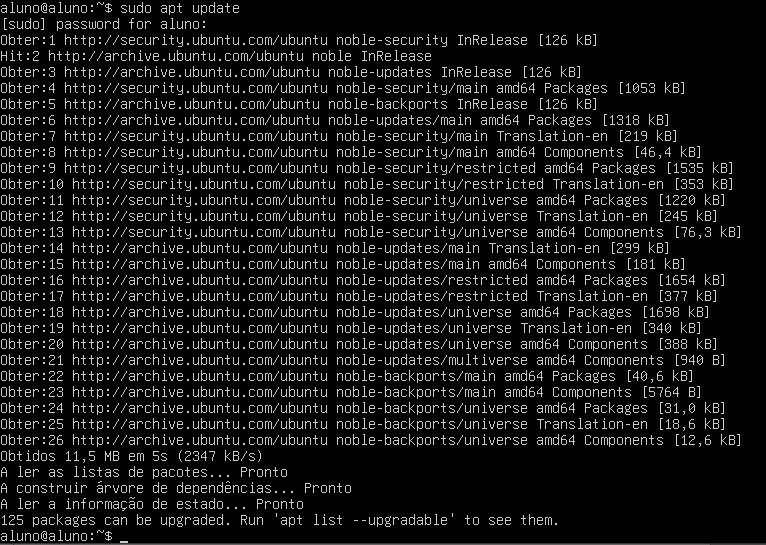 aluno@aluno:~$ sudo apt update
[sudo] password for aluno:
Obter:1 http://security.ubuntu.com/ubuntu noble-security InRelease [126 kB]
Hit:2 http://archive.ubuntu.com/ubuntu noble InRelease
Obter:3 http://archive.ubuntu.com/ubuntu noble-updates InRelease [126 kB]
Obter:4 http://security.ubuntu.com/ubuntu noble-security/main amd64 Packages [1053 kB]
Obter:5 http://archive.ubuntu.com/ubuntu noble-backports InRelease [126 kB]
Obter:6 http://archive.ubuntu.com/ubuntu noble-updates/main amd64 Packages [1318 kB]
Obter:7 http://security.ubuntu.com/ubuntu noble-security/main Translation-en [219 kB]
Obter:8 http://security.ubuntu.com/ubuntu noble-security/main amd64 Components [46,4 kB]
Obter:9 http://security.ubuntu.com/ubuntu noble-security/restricted amd64 Packages [1535 kB]
Obter:10 http://security.ubuntu.com/ubuntu noble-security/restricted Translation-en [353 kB]
Obter:11 http://security.ubuntu.com/ubuntu noble-security/universe amd64 Packages [1220 kB]
Obter:12 http://security.ubuntu.com/ubuntu noble-security/universe Translation-en [245 kB]
Obter:13 http://security.ubuntu.com/ubuntu noble-security/universe amd64 Components [76,3 kB]
Obter:14 http://archive.ubuntu.com/ubuntu noble-updates/main Translation-en [299 kB]
Obter:15 http://archive.ubuntu.com/ubuntu noble-updates/main amd64 Components [181 kB]
Obter:16 http://archive.ubuntu.com/ubuntu noble-updates/restricted amd64 Packages [1654 kB]
Obter:17 http://archive.ubuntu.com/ubuntu noble-updates/restricted Translation-en [377 kB]
Obter:18 http://archive.ubuntu.com/ubuntu noble-updates/universe amd64 Packages [1698 kB]
Obter:19 http://archive.ubuntu.com/ubuntu noble-updates/universe Translation-en [340 kB]
Obter:20 http://archive.ubuntu.com/ubuntu noble-updates/universe amd64 Components [388 kB]
Obter:21 http://archive.ubuntu.com/ubuntu noble-updates/multiverse amd64 Components [940 B]
Obter:22 http://archive.ubuntu.com/ubuntu noble-backports/main amd64 Packages [40,6 kB]
Obter:23 http://archive.ubuntu.com/ubuntu noble-backports/main amd64 Components [5764 B]
Obter:24 http://archive.ubuntu.com/ubuntu noble-backports/universe amd64 Packages [31,0 kB]
Obter:25 http://archive.ubuntu.com/ubuntu noble-backports/universe Translation-en [18,6 kB]
Obter:26 http://archive.ubuntu.com/ubuntu noble-backports/universe amd64 Components [12,6 kB]
Obtidos 11,5 MB em 5s (2347 kB/s)
A ler as listas de pacotes... Pronto
A construir árvore de dependências... Pronto
A ler a informação de estado... Pronto
125 packages can be upgraded. Run 'apt list --upgradable' to see them.
aluno@aluno:~$ _